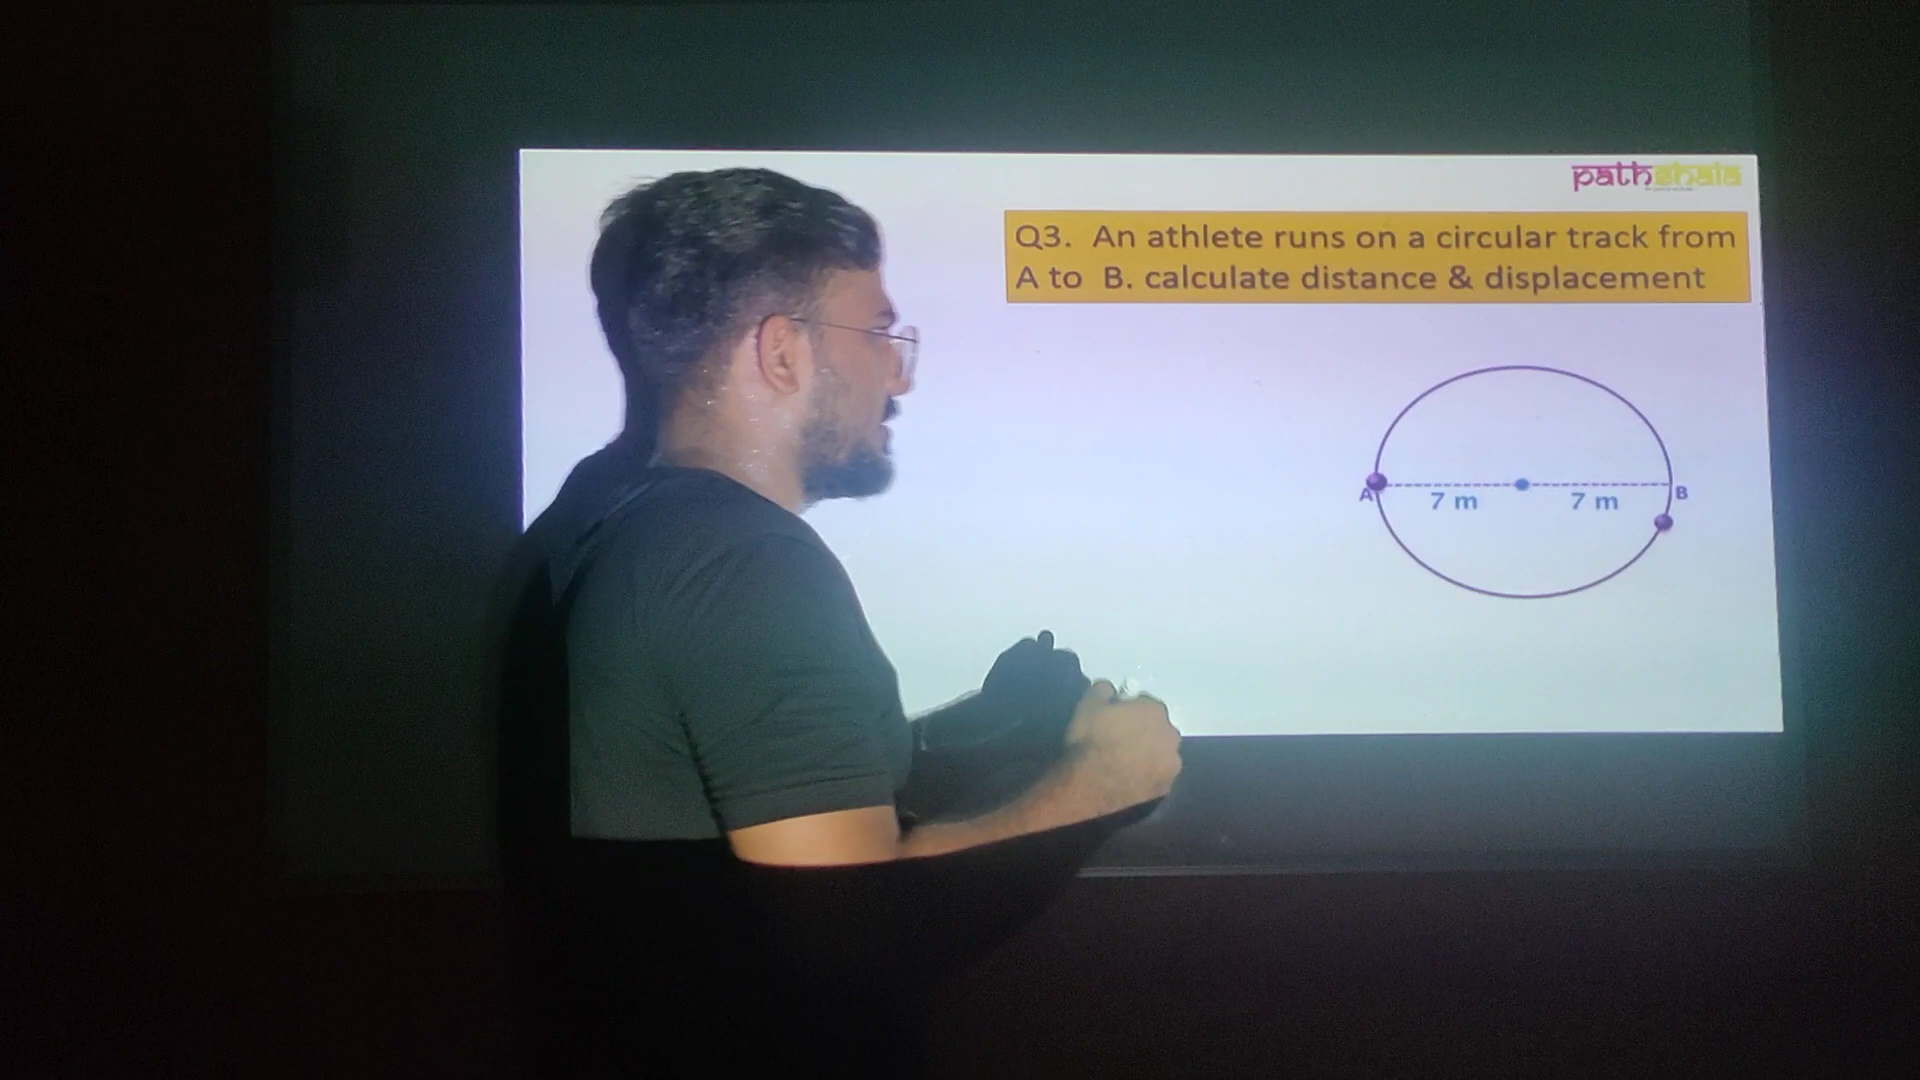 pathshala
Q3. An athlete runs on a circular track from
A to B. calculate distance & displacement
A
7 m
7 m
B